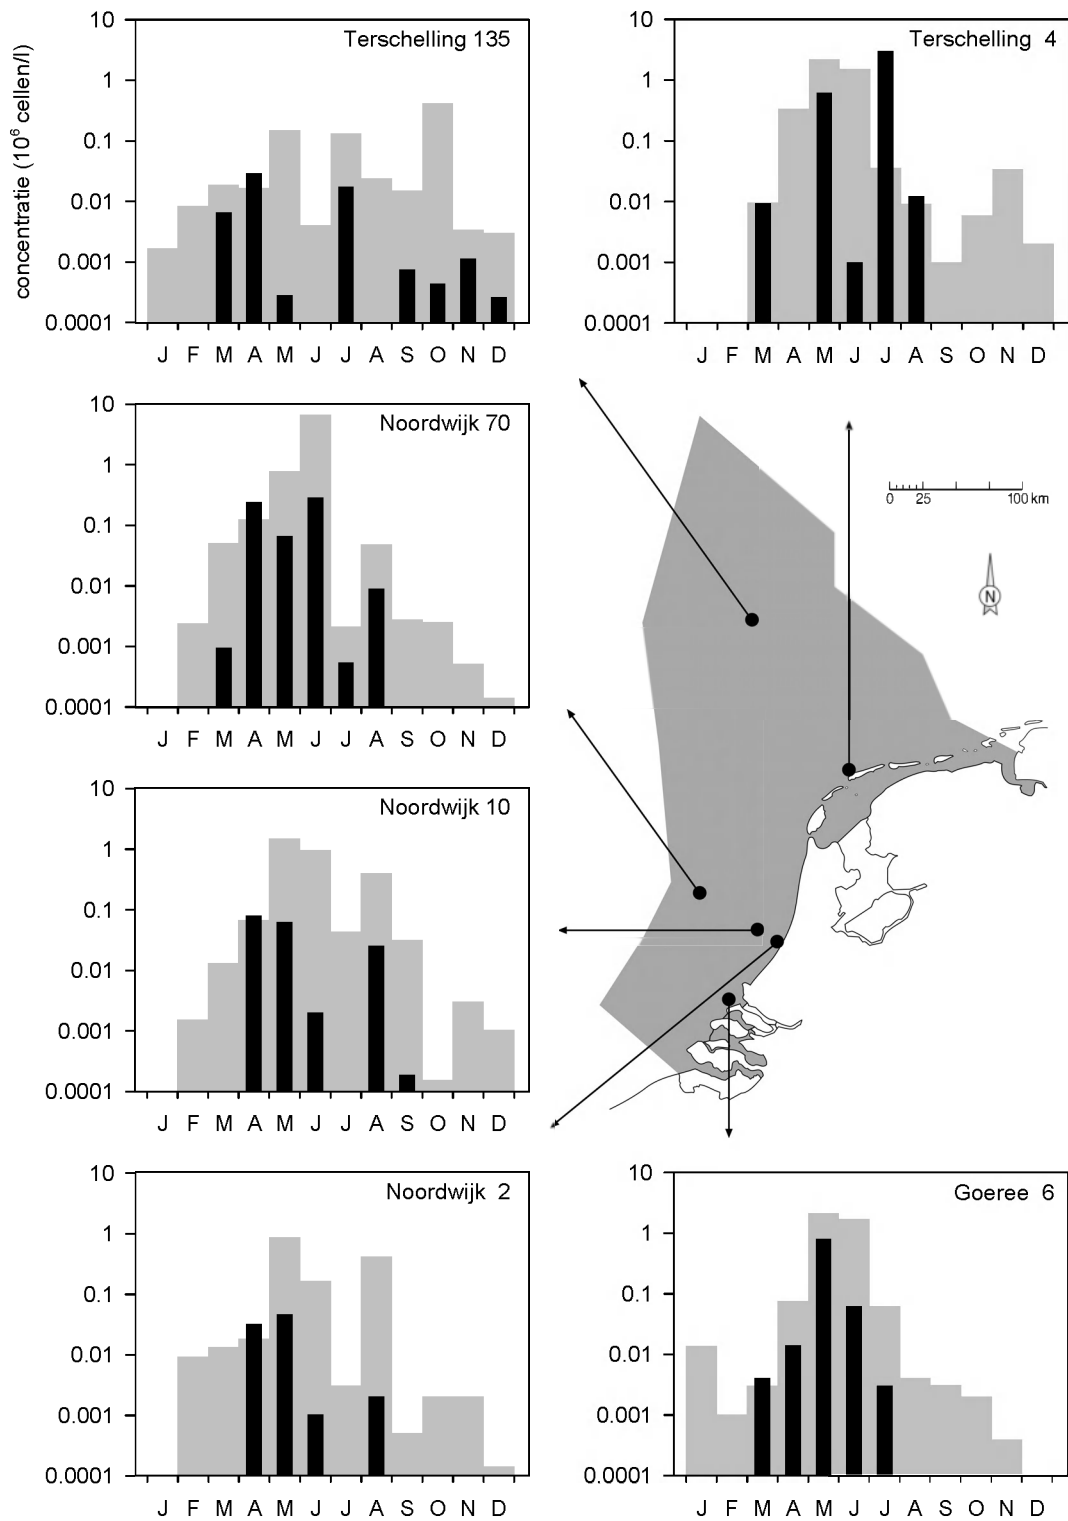 concentratie (10⁶ cellen/l)
Terschelling 135
10
1
0.1
0.01
0.001
0.0001
J F M A M J J A S O N D
Terschelling 4
10
1
0.1
0.01
0.001
0.0001
J F M A M J J A S O N D
Noordwijk 70
10
1
0.1
0.01
0.001
0.0001
J F M A M J J A S O N D
0 25 100 km
N
Noordwijk 10
10
1
0.1
0.01
0.001
0.0001
J F M A M J J A S O N D
Noordwijk 2
10
1
0.1
0.01
0.001
0.0001
J F M A M J J A S O N D
Goeree 6
10
1
0.1
0.01
0.001
0.0001
J F M A M J J A S O N D